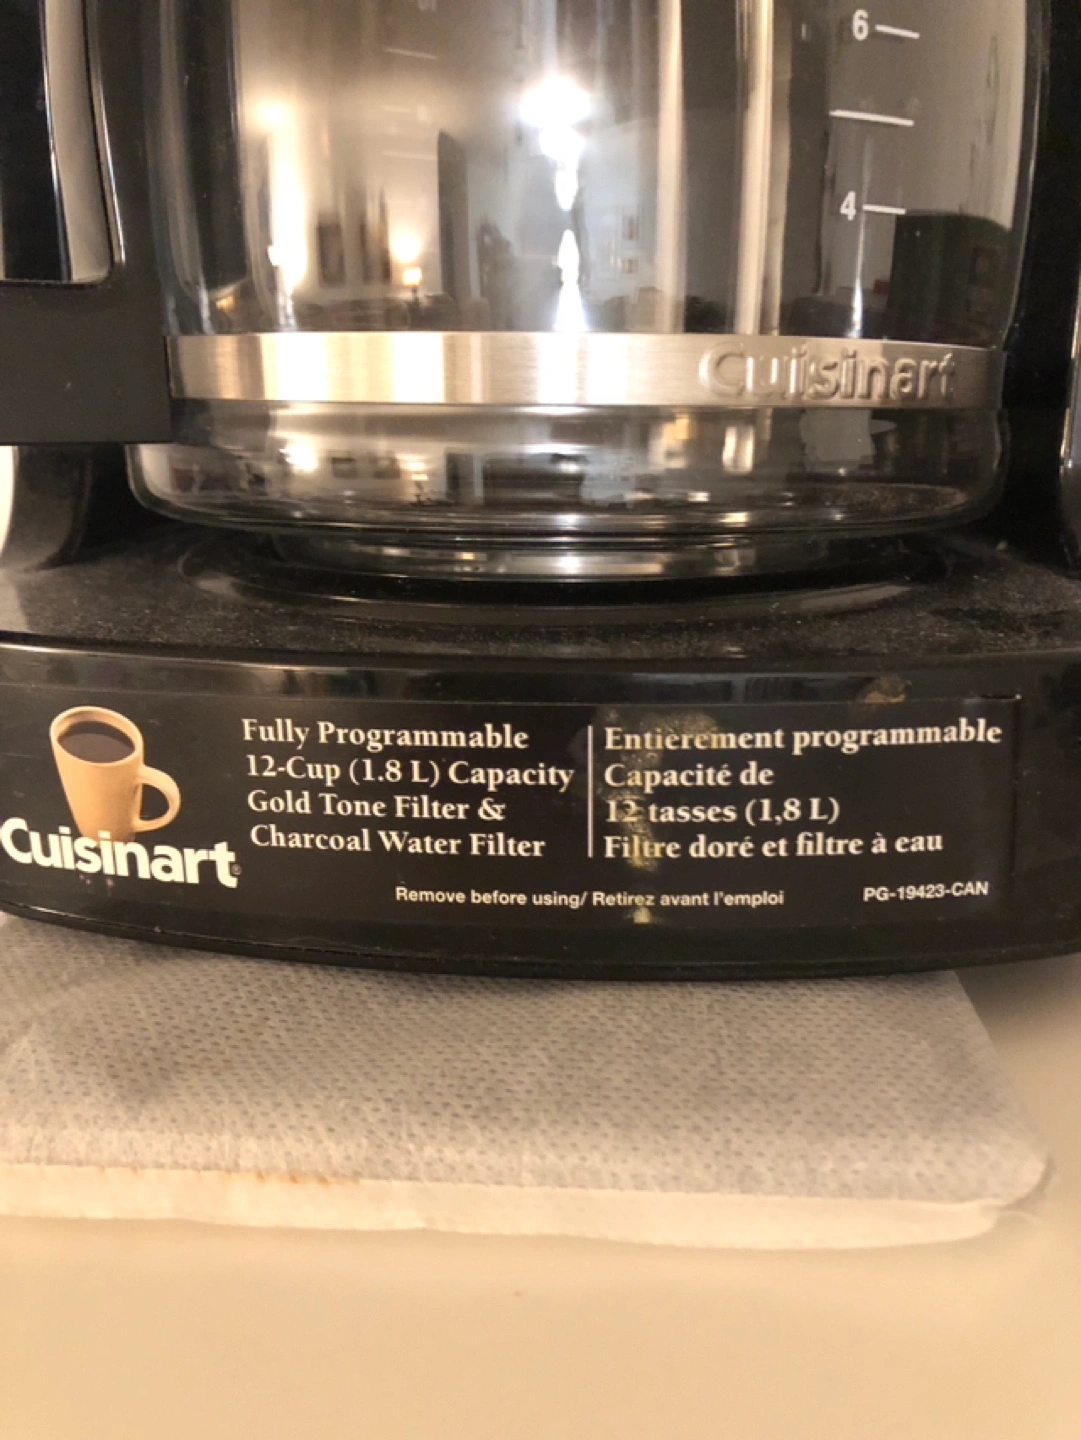 6
4
Cuisinart
Fully Programmable
12-Cup (1.8 L) Capacity
Gold Tone Filter &
Charcoal Water Filter
Entièrement programmable
Capacité de
12 tasses (1,8 L)
Filtre doré et filtre à eau
Cuisinart®
Remove before using/ Retirez avant l'emploi
PG-19423-CAN